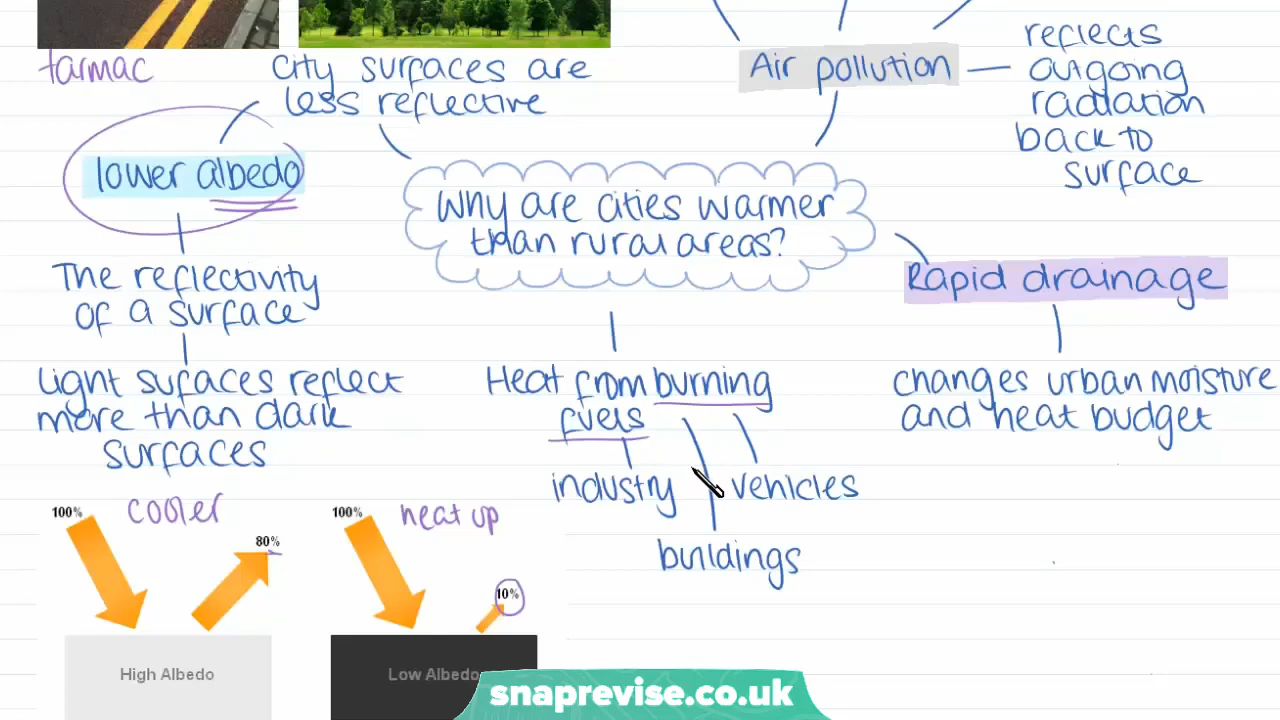 tarmac
City surfaces are
less reflective
lower albedo
The reflectivity
of a surface
Light sufaces reflect
more than dark
surfaces
cooler
100%
80%
High Albedo
heat up
100%
10%
Low Albedo
Why are cities warmer
than rural areas?
Heat from burning
fuels
industry
vehicles
buildings
Air pollution
reflects
outgoing
radiation
back to
surface
Rapid drainage
changes urban moisture
and heat budget
snaprevise.co.uk